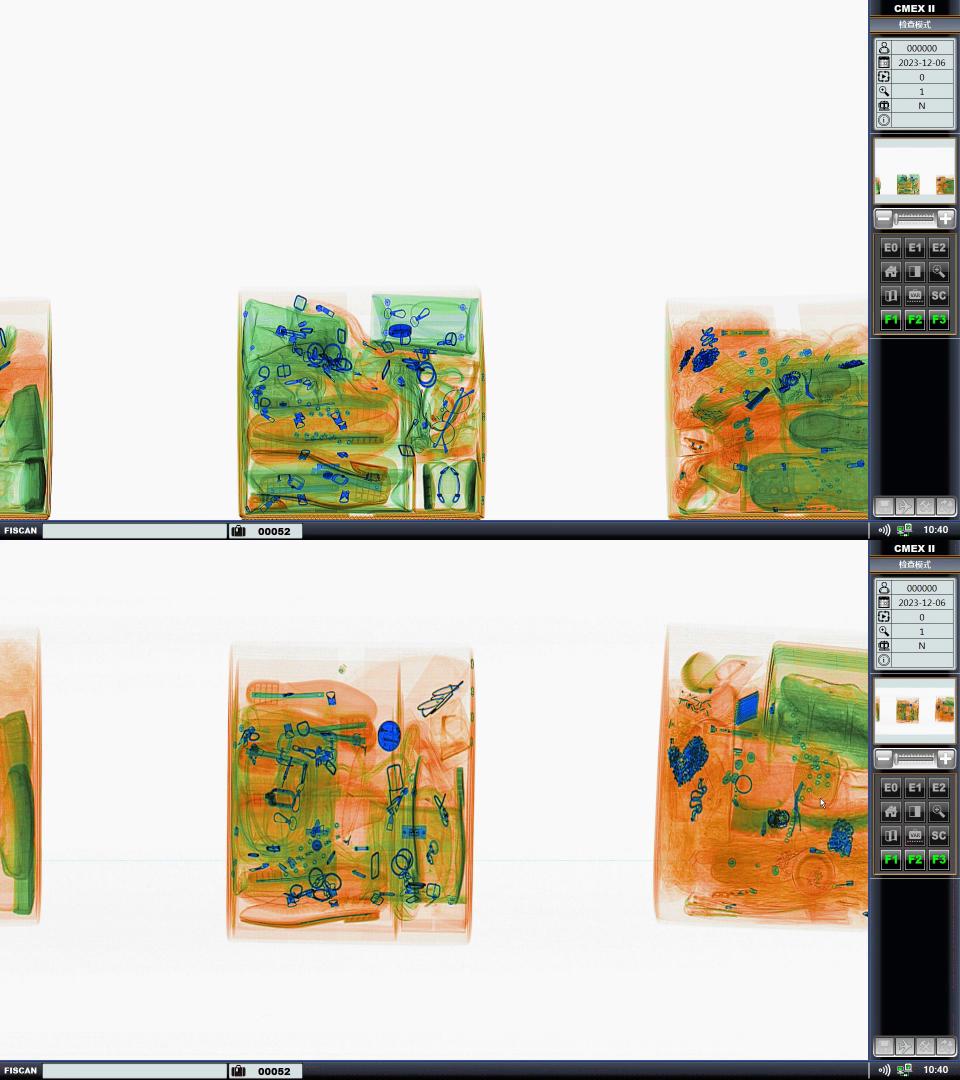 CMEX II
检查模式
000000
2023-12-06
0
1
N
E0 E1 E2
VAR SC
F1 F2 F3
FISCAN 00052 10:40
CMEX II
检查模式
000000
2023-12-06
0
1
N
E0 E1 E2
VAR SC
F1 F2 F3
FISCAN 00052 10:40